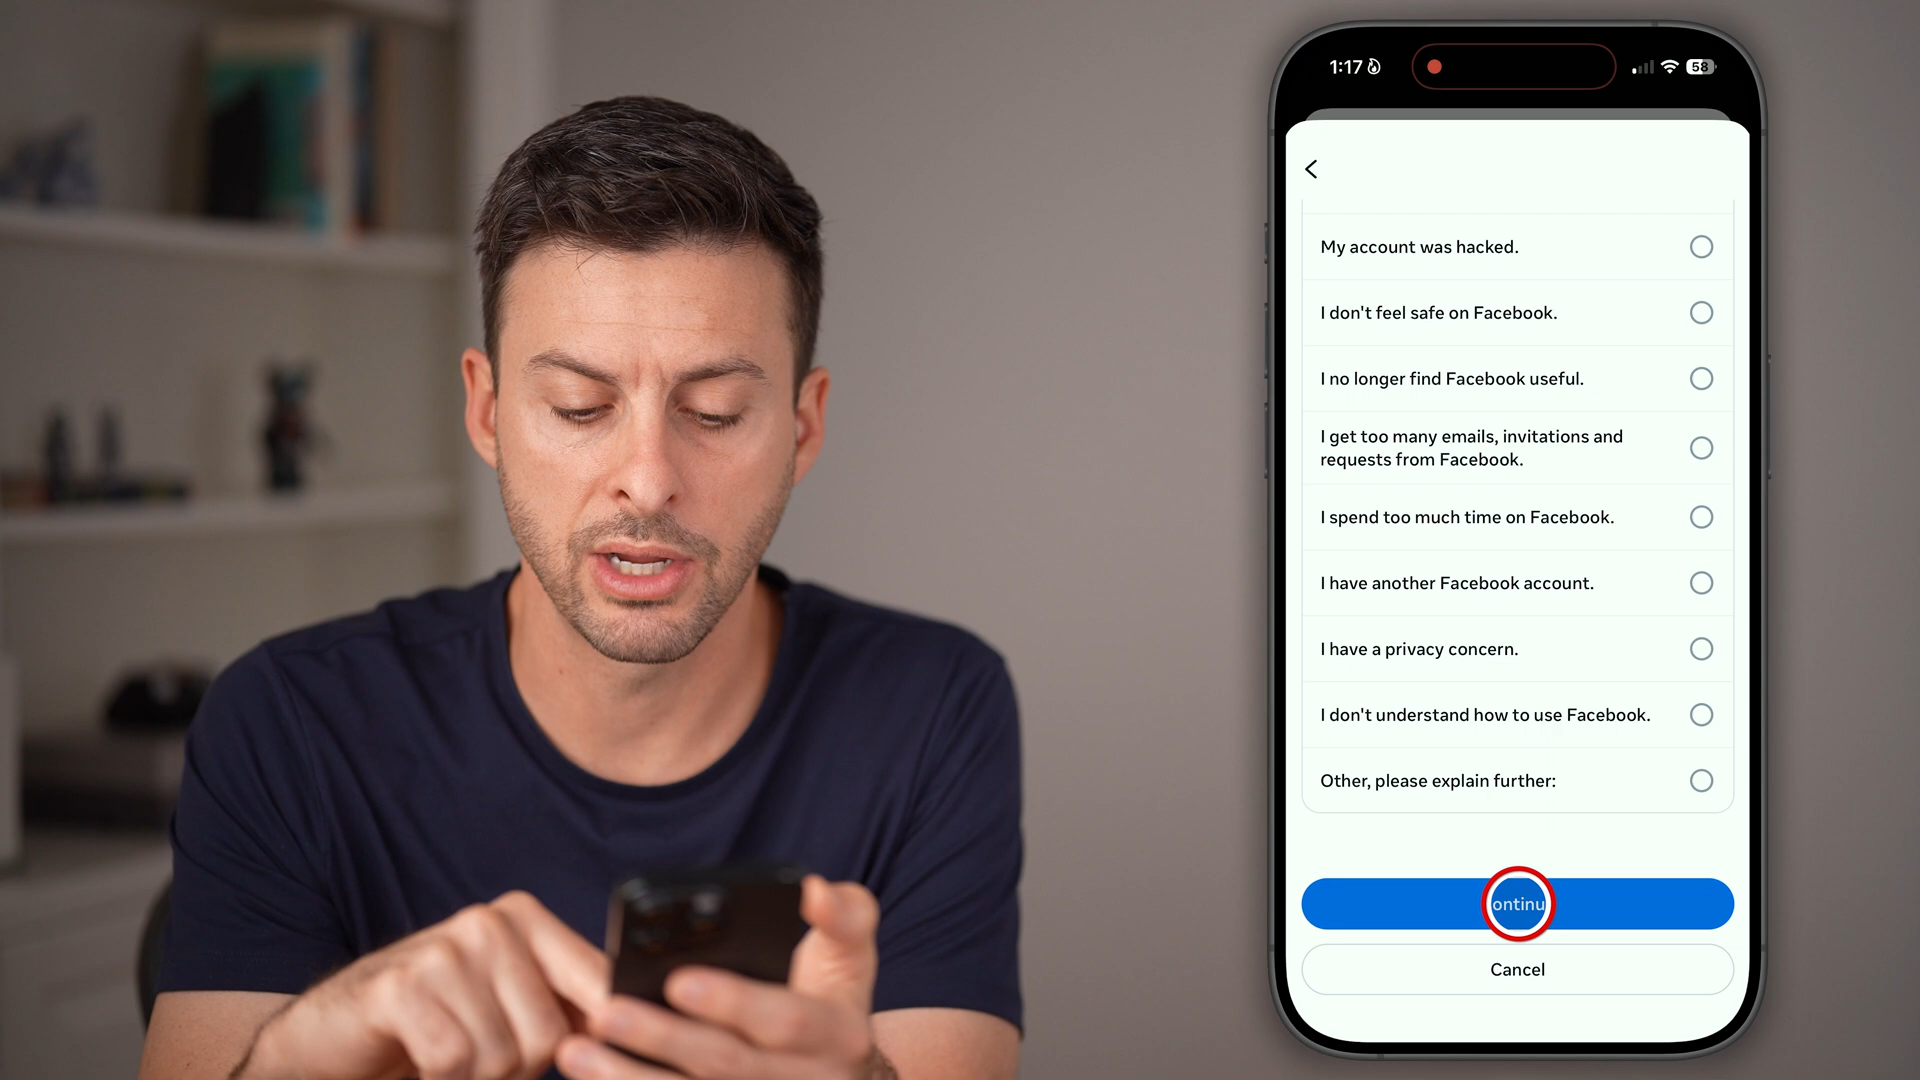 1:17
58
My account was hacked.
I don't feel safe on Facebook.
I no longer find Facebook useful.
I get too many emails, invitations and
requests from Facebook.
I spend too much time on Facebook.
I have another Facebook account.
I have a privacy concern.
I don't understand how to use Facebook.
Other, please explain further:
ontinu
Cancel